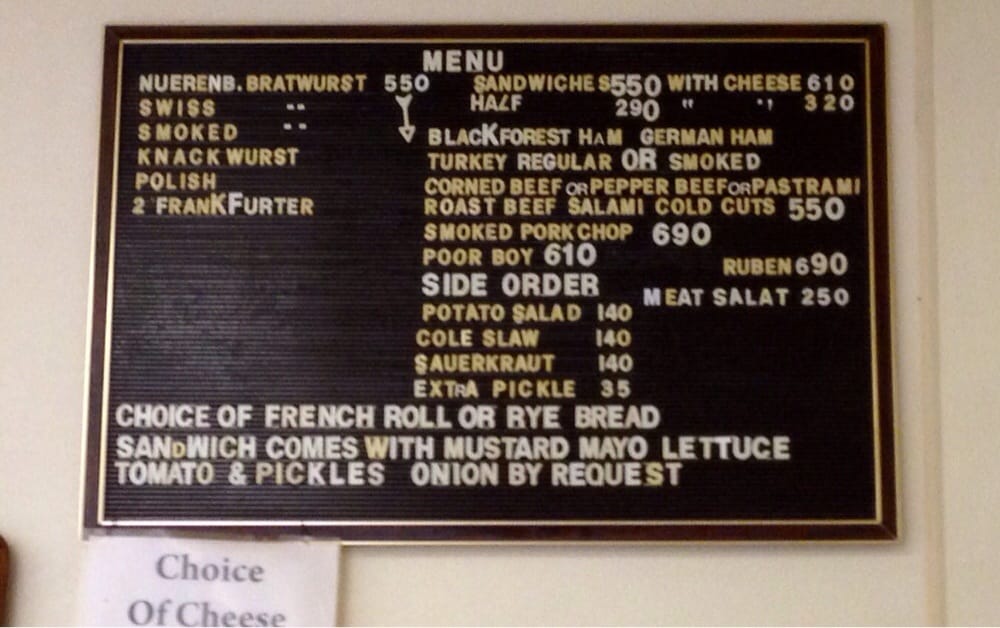 MENU
NUERENB. BRATWURST 550
SWISS " "
SMOKED " "
KNACKWURST
POLISH
2 FRANKFURTER
SANDWICHES 550 WITH CHEESE 610
HALF 290 " " 320
BLACKFOREST HAM GERMAN HAM
TURKEY REGULAR OR SMOKED
CORNED BEEF OR PEPPER BEEF OR PASTRAMI
ROAST BEEF SALAMI COLD CUTS 550
SMOKED PORK CHOP 690
POOR BOY 610
RUBEN 690
SIDE ORDER
MEAT SALAT 250
POTATO SALAD 140
COLE SLAW 140
SAUERKRAUT 140
EXTRA PICKLE 35
CHOICE OF FRENCH ROLL OR RYE BREAD
SANDWICH COMES WITH MUSTARD MAYO LETTUCE
TOMATO & PICKLES ONION BY REQUEST
Choice
Of Cheese